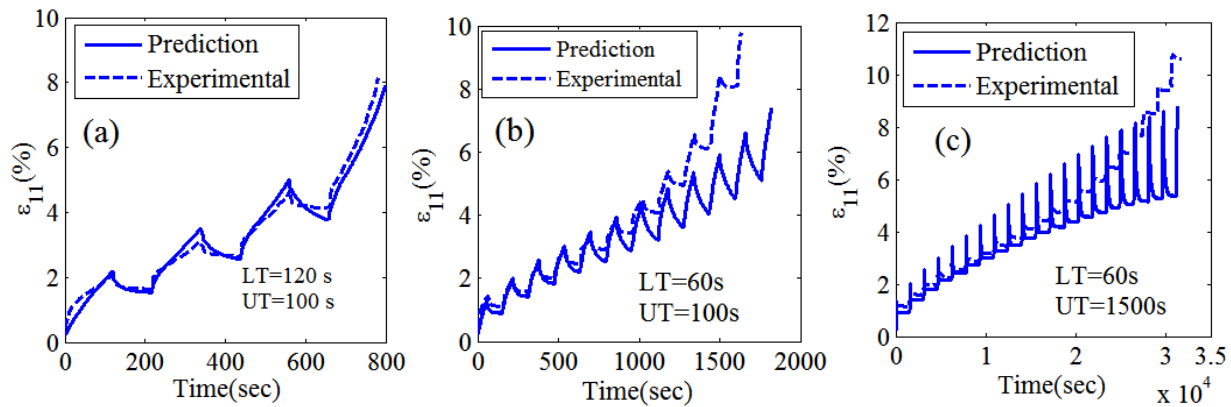 Prediction
Experimental
(a)
ε11(%)
10
8
6
4
2
0
LT=120 s
UT=100 s
0 200 400 600 800
Time(sec)
Prediction
Experimental
(b)
ε11(%)
10
8
6
4
2
0
LT=60s
UT=100s
0 500 1000 1500 2000
Time(sec)
Prediction
Experimental
(c)
ε11(%)
12
10
8
6
4
2
0
LT=60s
UT=1500s
0 1 2 3.5
Time(sec)
x 10^4